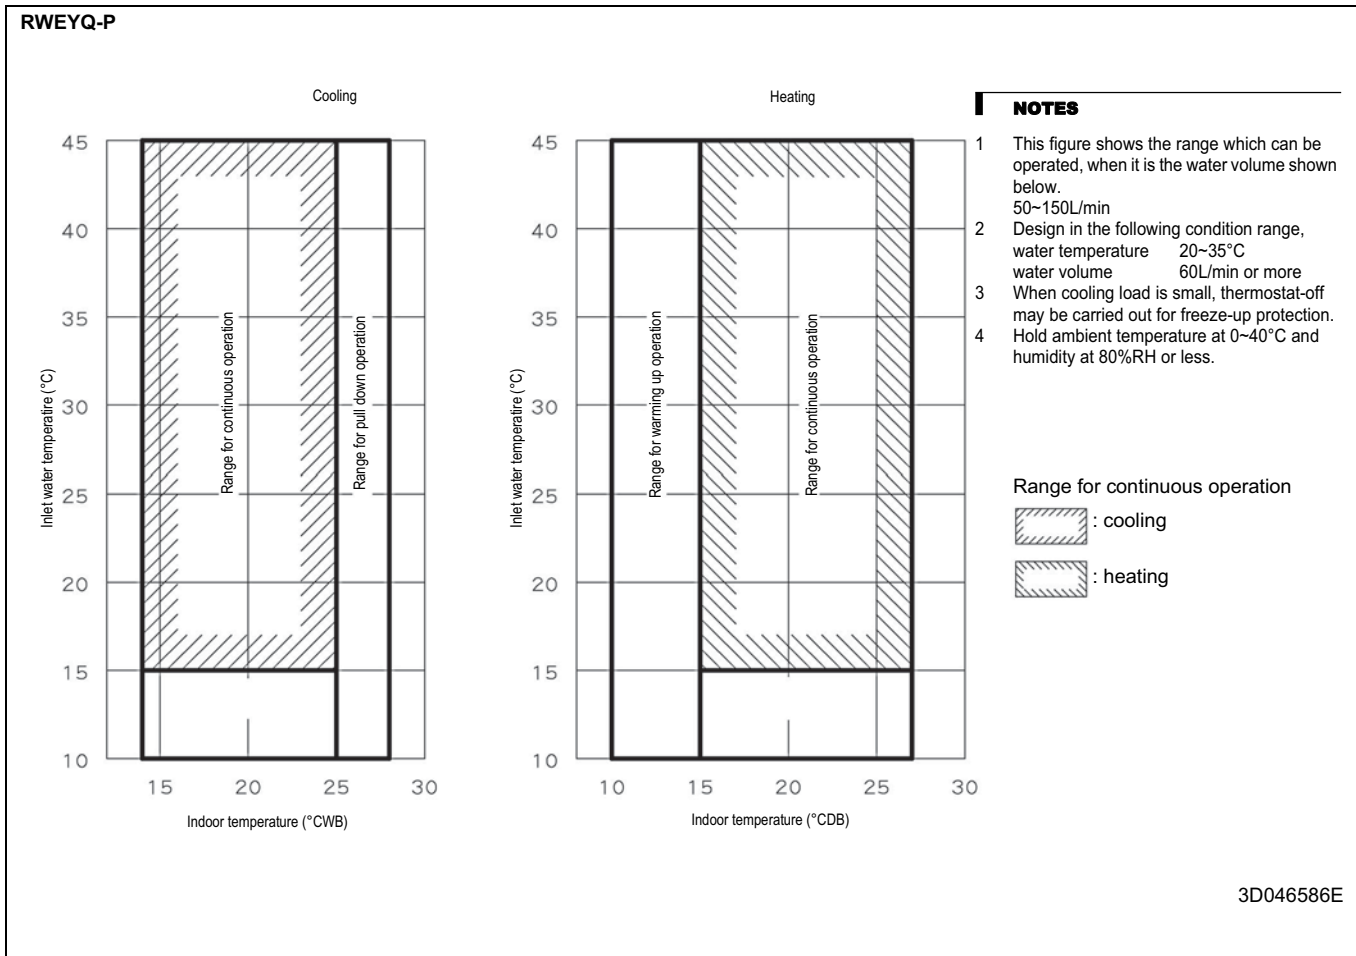 RWEYQ-P
Cooling
45
40
35
30
25
20
15
10
Inlet water temperatire (°C)
Range for continuous operation
Range for pull down operation
15 20 25 30
Indoor temperature (°CWB)
Heating
45
40
35
30
25
20
15
10
Inlet water temperatire (°C)
Range for warming up operation
Range for continuous operation
10 15 20 25 30
Indoor temperature (°CDB)
NOTES
1 This figure shows the range which can be
operated, when it is the water volume shown
below.
50~150L/min
2 Design in the following condition range,
water temperature 20~35°C
water volume 60L/min or more
3 When cooling load is small, thermostat-off
may be carried out for freeze-up protection.
4 Hold ambient temperature at 0~40°C and
humidity at 80%RH or less.
Range for continuous operation
: cooling
: heating
3D046586E